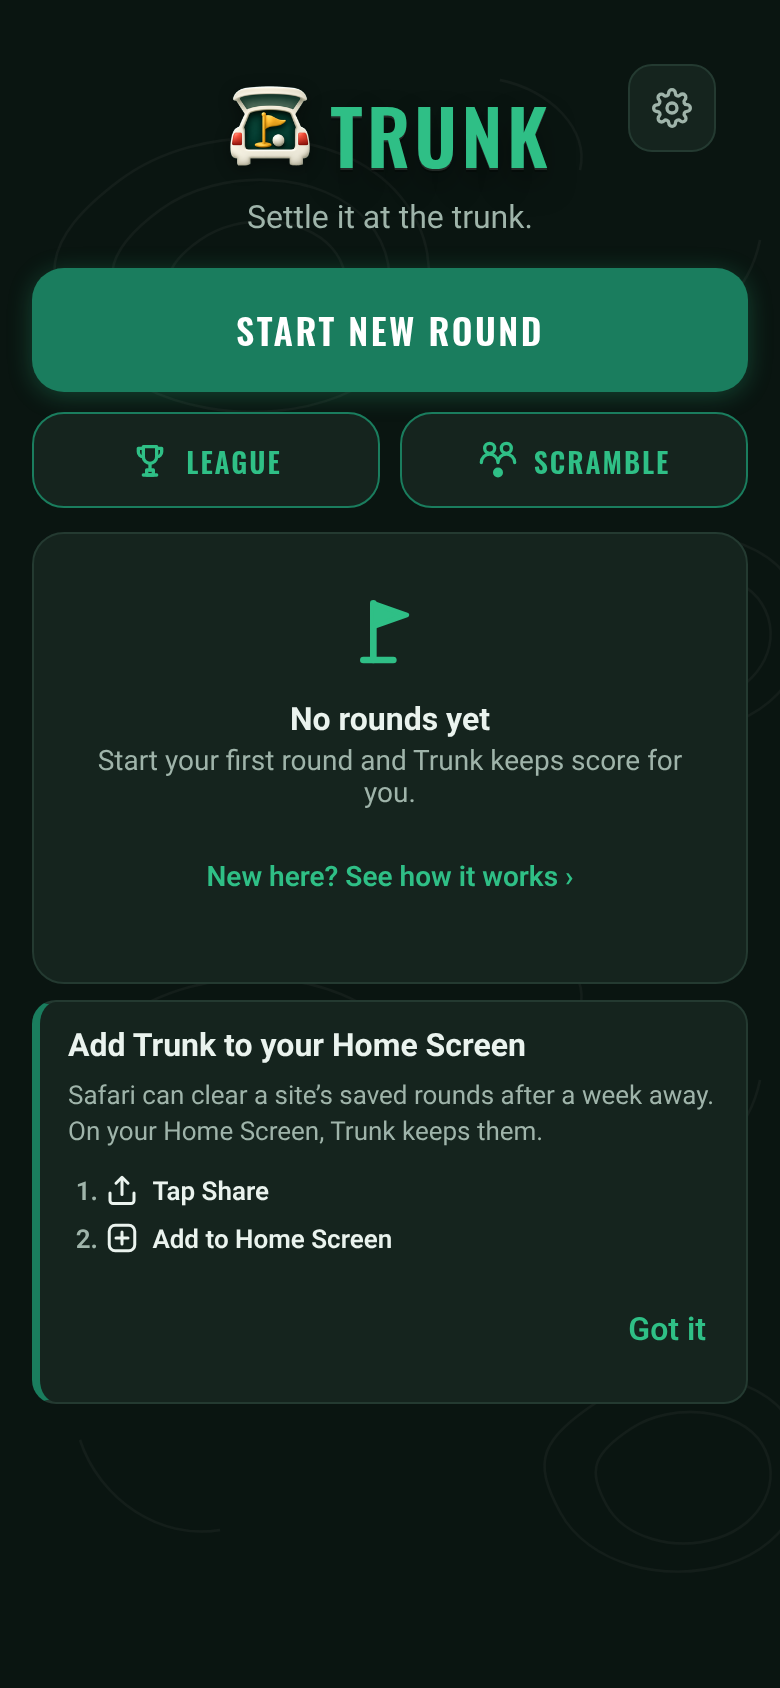 TRUNK
Settle it at the trunk.
START NEW ROUND
LEAGUE
SCRAMBLE
No rounds yet
Start your first round and Trunk keeps score for
you.
New here? See how it works ›
Add Trunk to your Home Screen
Safari can clear a site’s saved rounds after a week away.
On your Home Screen, Trunk keeps them.
1. Tap Share
2. Add to Home Screen
Got it